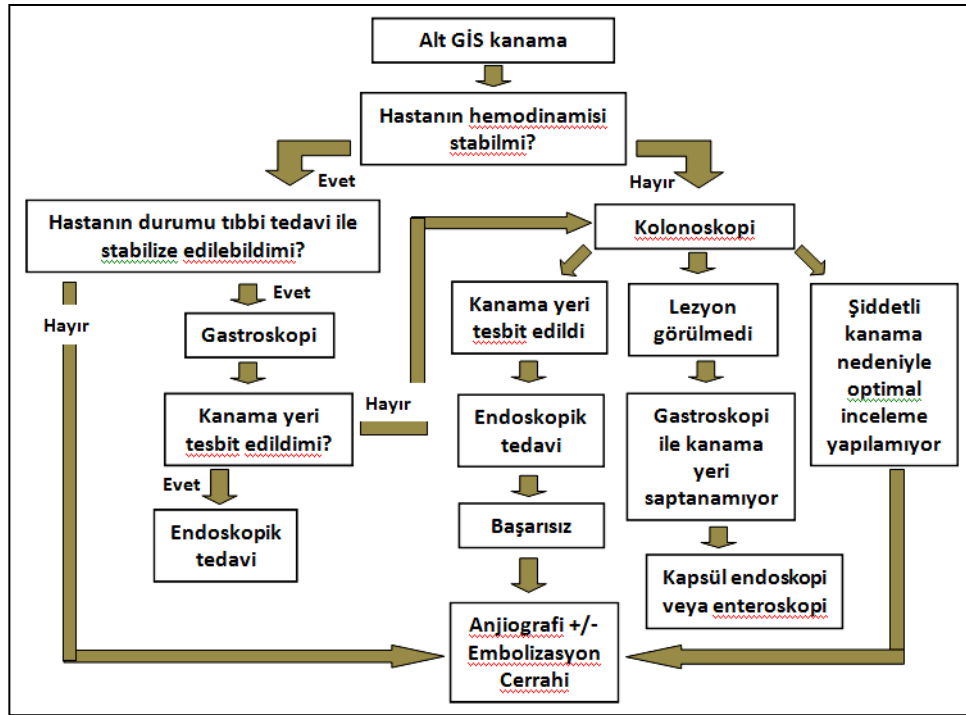 Alt GİS kanama
Hastanın hemodinamisi
stabilmi?
Evet
Hayır
Hastanın durumu tıbbi tedavi ile
stabilize edilebildimi?
Kolonoskopi
Hayır
Evet
Gastroskopi
Kanama yeri
tesbit edildimi?
Hayır
Evet
Endoskopik
tedavi
Kanama yeri
tesbit edildi
Endoskopik
tedavi
Başarısız
Lezyon
görülmedi
Gastroskopi
ile kanama
yeri
saptanamıyor
Kapsül endoskopi
veya enteroskopi
Şiddetli
kanama
nedeniyle
optimal
inceleme
yapılamıyor
Anjiografi +/-
Embolizasyon
Cerrahi